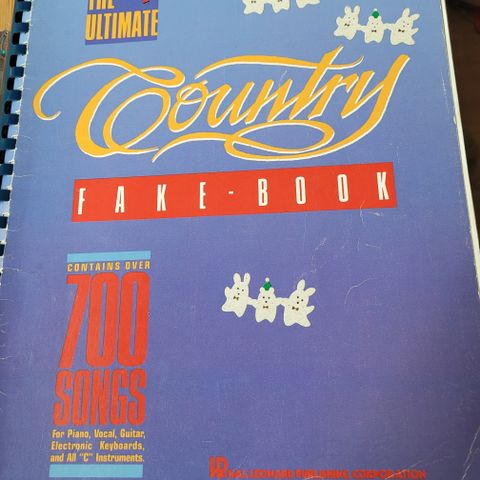 THE
ULTIMATE
Country
FAKE-BOOK
CONTAINS OVER
700
SONGS
For Piano, Vocal, Guitar,
Electronic Keyboards,
and All "C" Instruments.
HAL LEONARD PUBLISHING CORPORATION